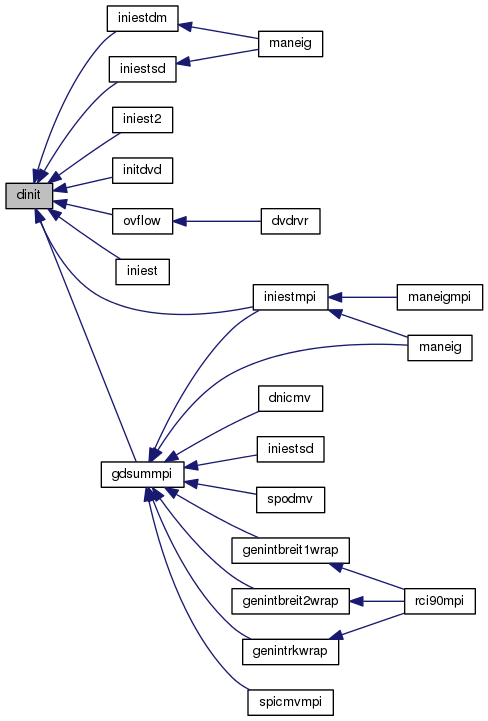 iniestdm
maneig
iniestsd
iniest2
initdvd
dinit
ovflow
dvdrvr
iniest
iniestmpi
maneigmpi
maneig
dnicmv
iniestsd
gdsummpi
spodmv
genintbreit1wrap
genintbreit2wrap
rci90mpi
genintrkwrap
spicmvmpi